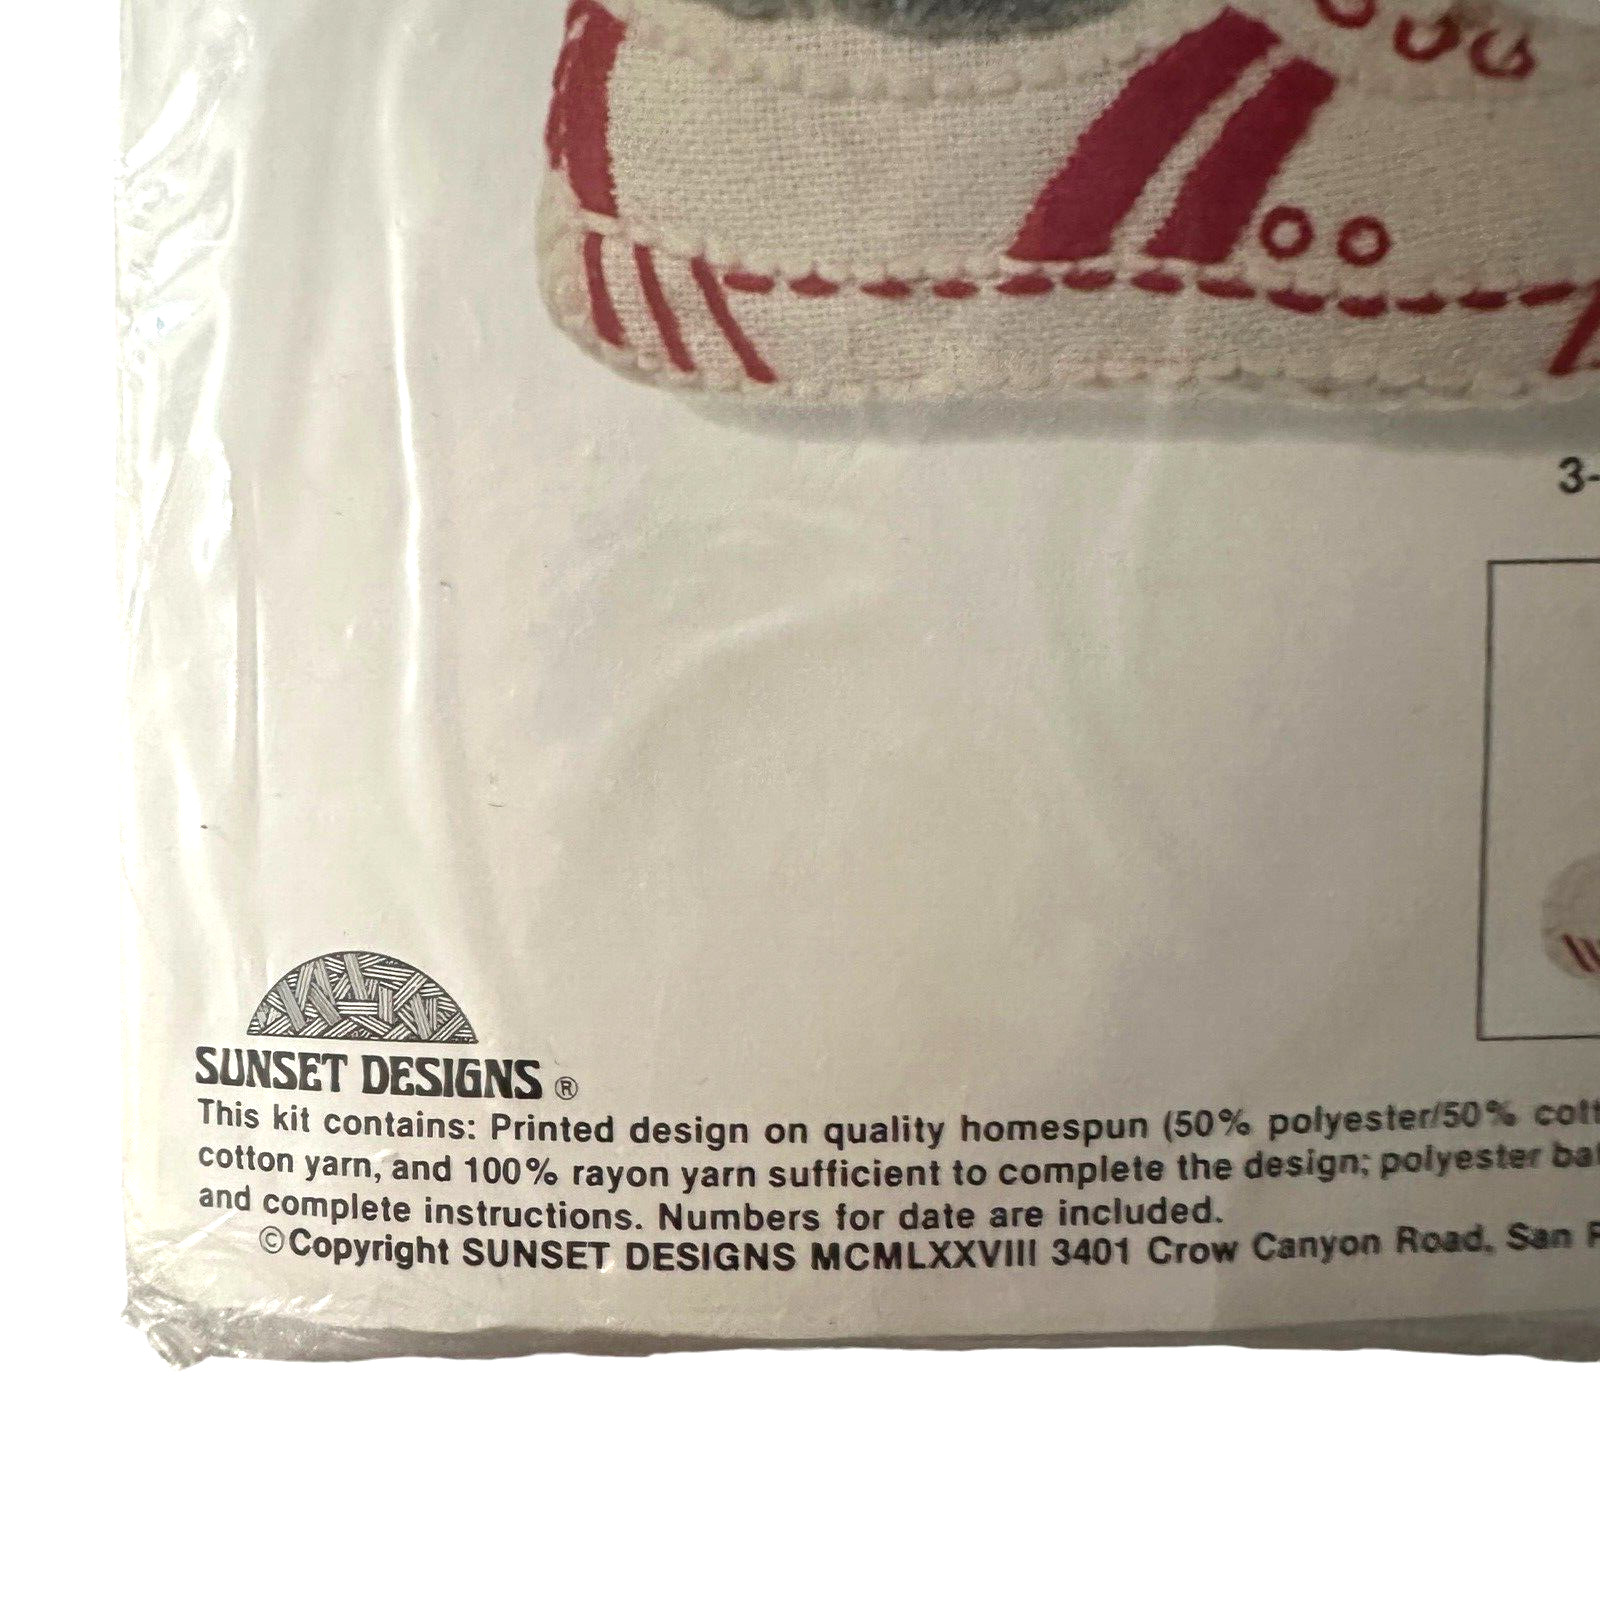 3-
SUNSET DESIGNS ®
This kit contains: Printed design on quality homespun (50% polyester/50%
cotton yarn, and 100% rayon yarn sufficient to complete the design; polyester
and complete instructions. Numbers for date are included.
©Copyright SUNSET DESIGNS MCMLXXVIII 3401 Crow Canyon Road, San